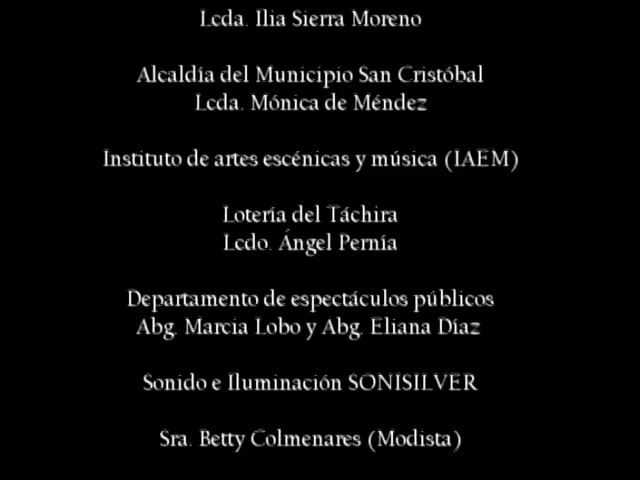 Lcda. Ilia Sierra Moreno
Alcaldía del Municipio San Cristóbal
Lcda. Mónica de Méndez
Instituto de artes escénicas y música (IAEM)
Lotería del Táchira
Lcdo. Ángel Pernía
Departamento de espectáculos públicos
Abg. Marcia Lobo y Abg. Eliana Díaz
Sonido e Iluminación SONISILVER
Sra. Betty Colmenares (Modista)